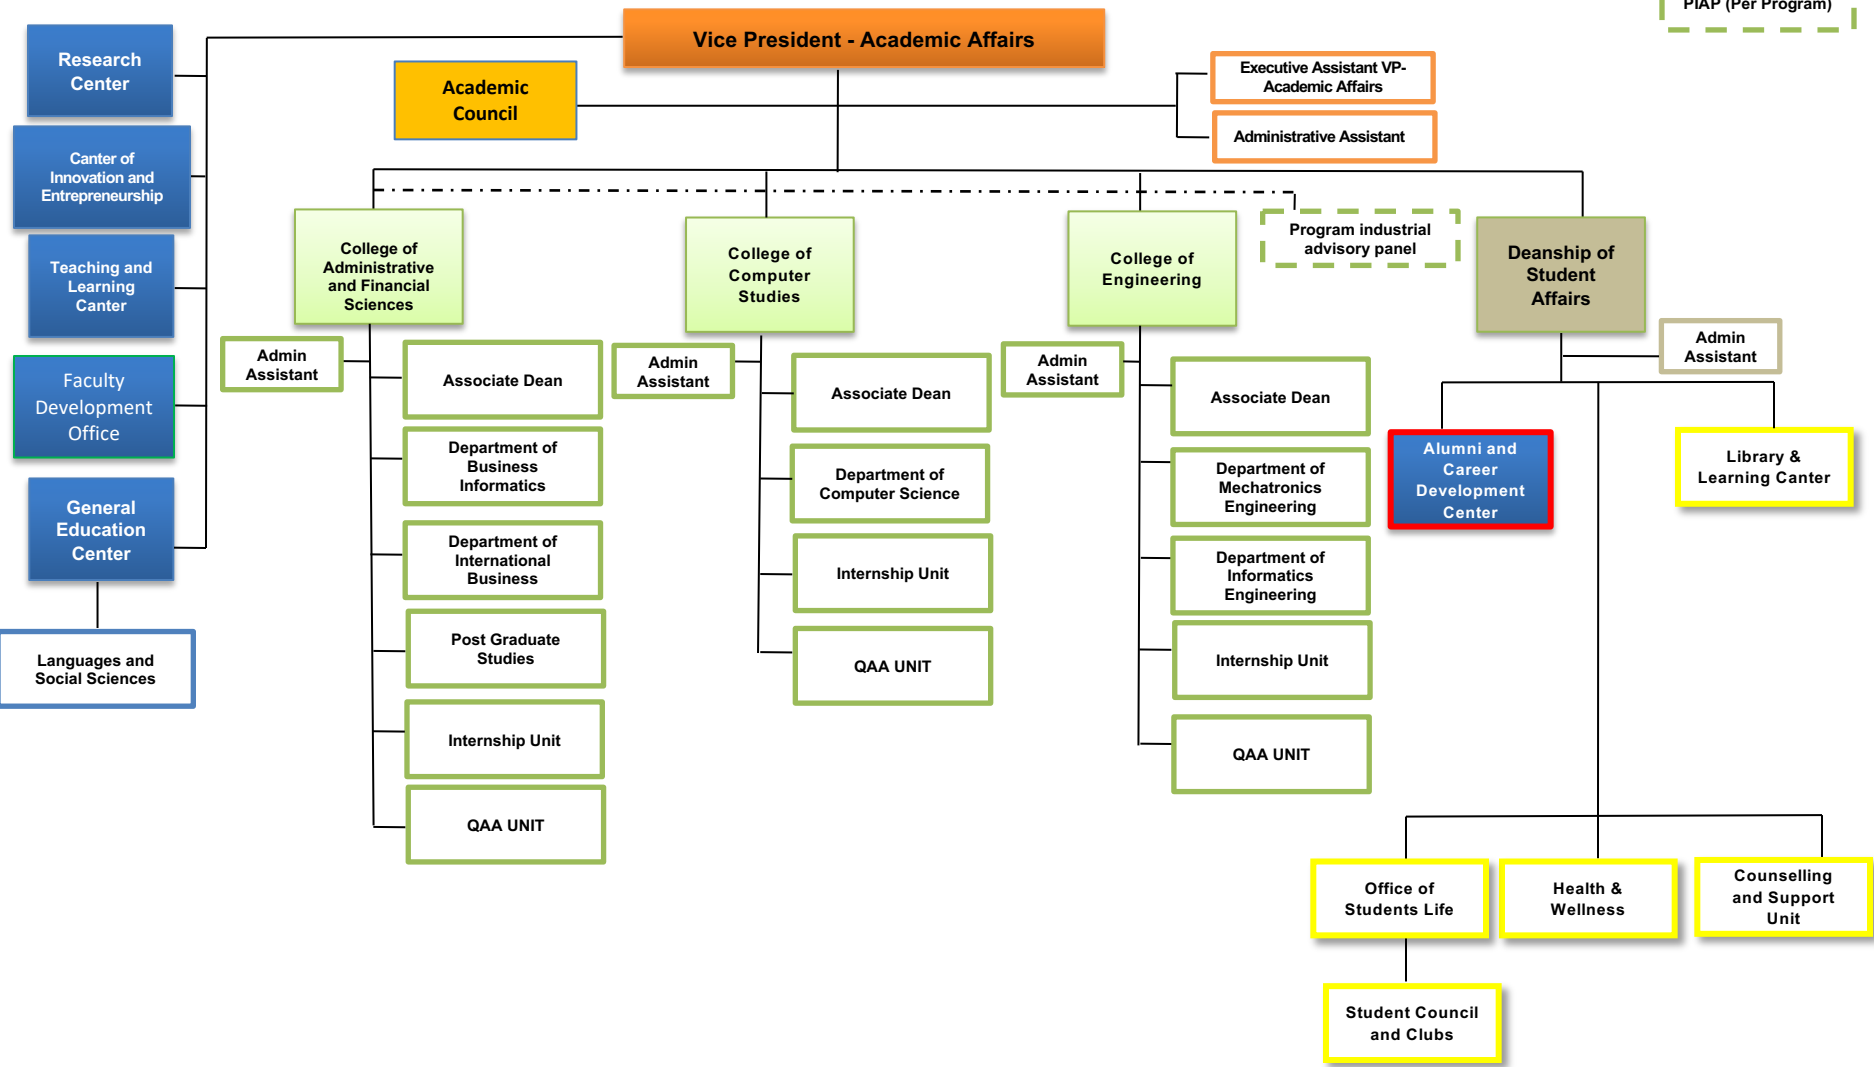 PIAP (Per Program)
Vice President - Academic Affairs
Research
Center
Academic
Council
Executive Assistant VP-
Academic Affairs
Administrative Assistant
Canter of
Innovation and
Entrepreneurship
Teaching and
Learning
Canter
Faculty
Development
Office
General
Education
Center
Languages and
Social Sciences
College of
Administrative
and Financial
Sciences
College of
Computer
Studies
College of
Engineering
Program industrial
advisory panel
Deanship of
Student
Affairs
Admin
Assistant
Associate Dean
Department of
Business
Informatics
Department of
International
Business
Post Graduate
Studies
Internship Unit
QAA UNIT
Admin
Assistant
Associate Dean
Department of
Computer Science
Internship Unit
QAA UNIT
Admin
Assistant
Associate Dean
Department of
Mechatronics
Engineering
Department of
Informatics
Engineering
Internship Unit
QAA UNIT
Admin
Assistant
Alumni and
Career
Development
Center
Library &
Learning Canter
Office of
Students Life
Health &
Wellness
Counselling
and Support
Unit
Student Council
and Clubs